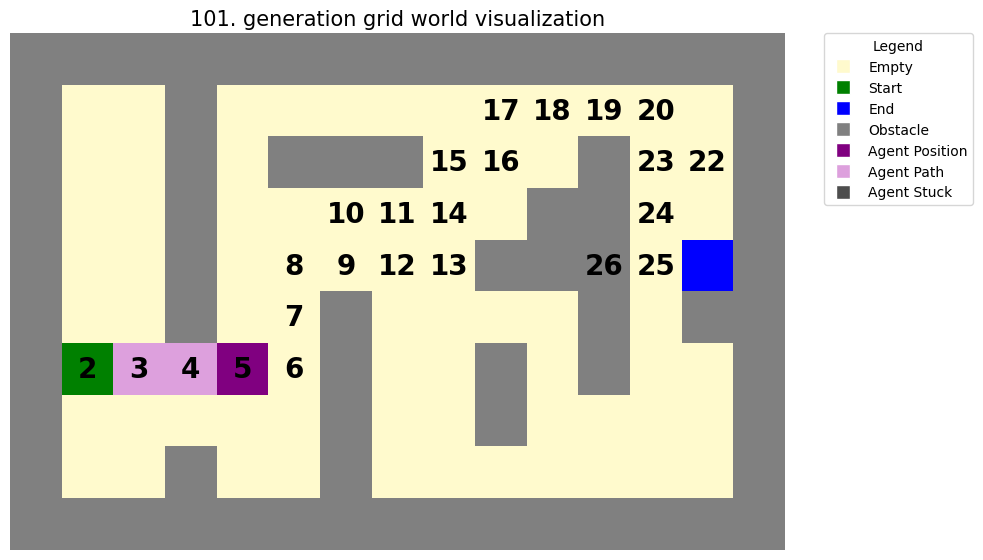 101. generation grid world visualization
Legend
Empty
Start
End
Obstacle
Agent Position
Agent Path
Agent Stuck
17 18 19 20
15 16 23 22
10 11 14 24
8 9 12 13 26 25
7
2 3 4 5 6